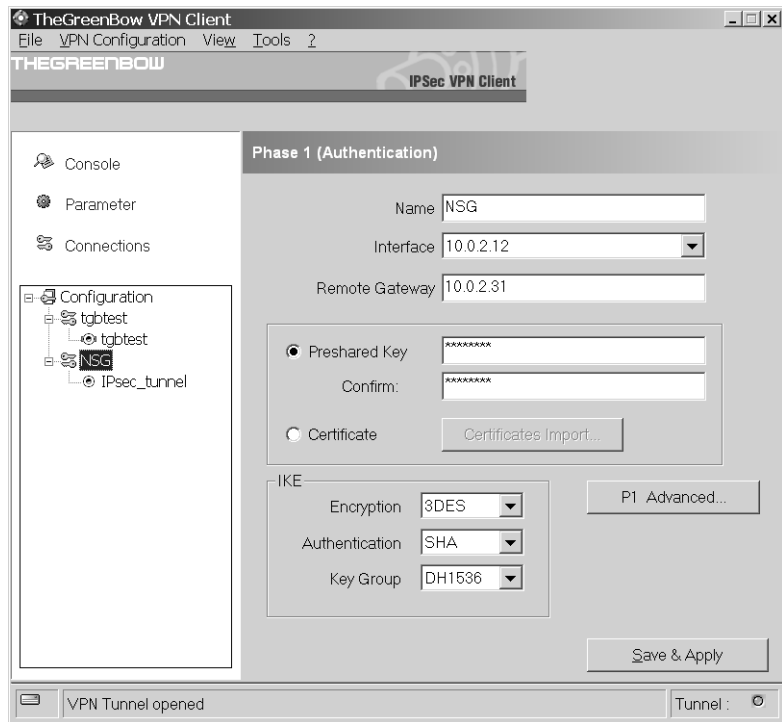 TheGreenBow VPN Client
File VPN Configuration View Tools ?
THEGREENBOW
IPSec VPN Client
Console
Parameter
Connections
Configuration
tgbtest
tgbtest
NSG
IPsec_tunnel
Phase 1 (Authentication)
Name NSG
Interface 10.0.2.12
Remote Gateway 10.0.2.31
Preshared Key ********
Confirm: ********
Certificate Certificates Import...
IKE
Encryption 3DES
Authentication SHA
Key Group DH1536
P1 Advanced...
Save & Apply
VPN Tunnel opened Tunnel :